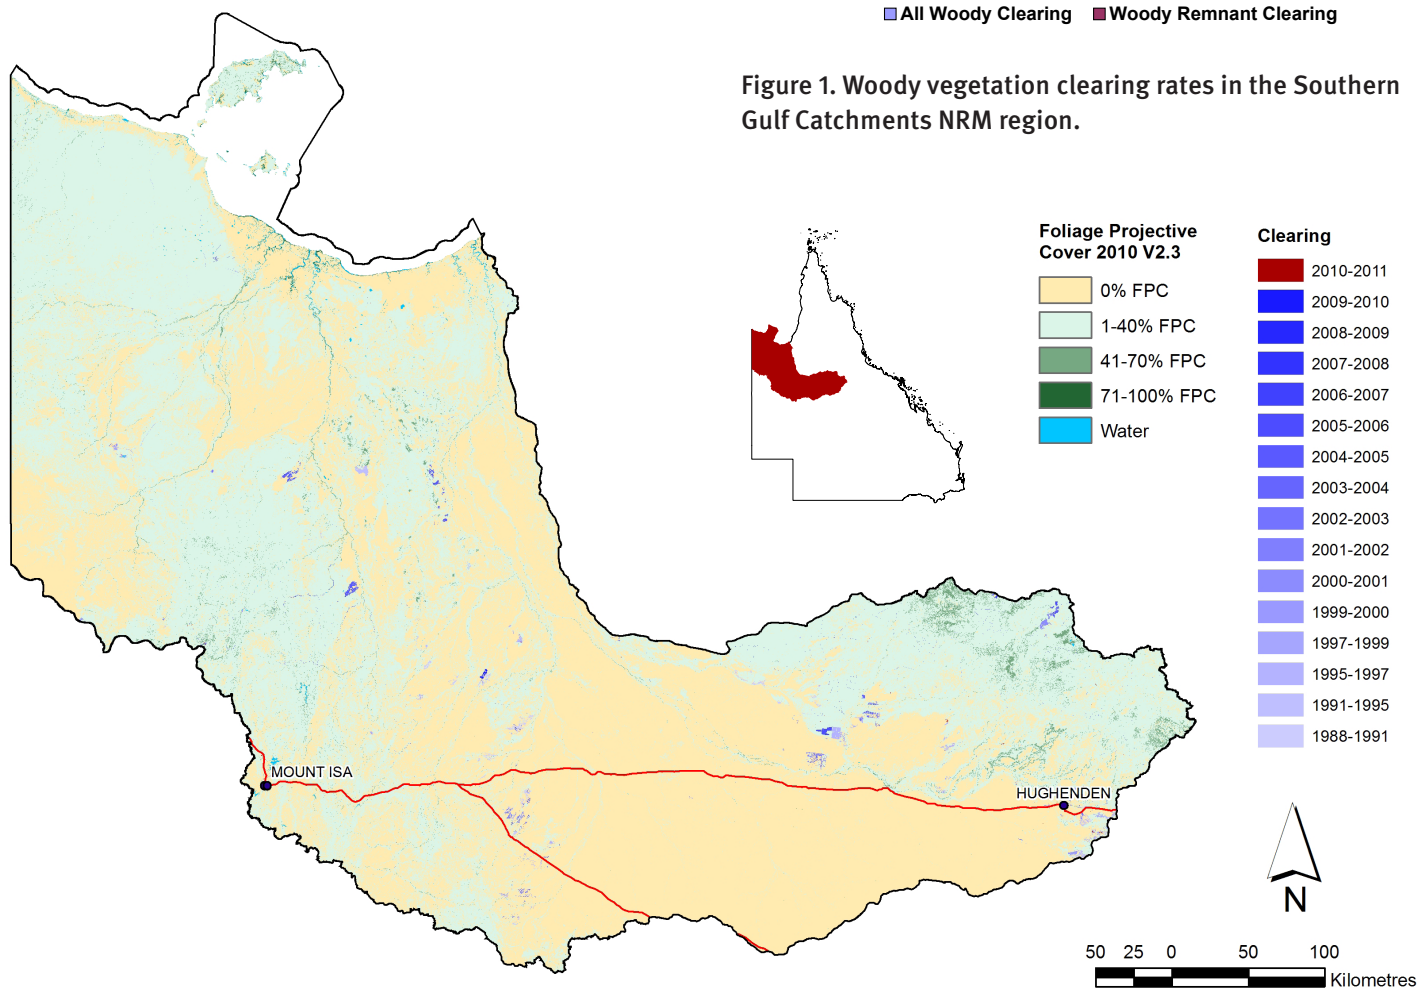 All Woody Clearing Woody Remnant Clearing
Figure 1. Woody vegetation clearing rates in the Southern
Gulf Catchments NRM region.
Foliage Projective
Cover 2010 V2.3
0% FPC
1-40% FPC
41-70% FPC
71-100% FPC
Water
Clearing
2010-2011
2009-2010
2008-2009
2007-2008
2006-2007
2005-2006
2004-2005
2003-2004
2002-2003
2001-2002
2000-2001
1999-2000
1997-1999
1995-1997
1991-1995
1988-1991
MOUNT ISA
HUGHENDEN
N
50 25 0 50 100
Kilometres